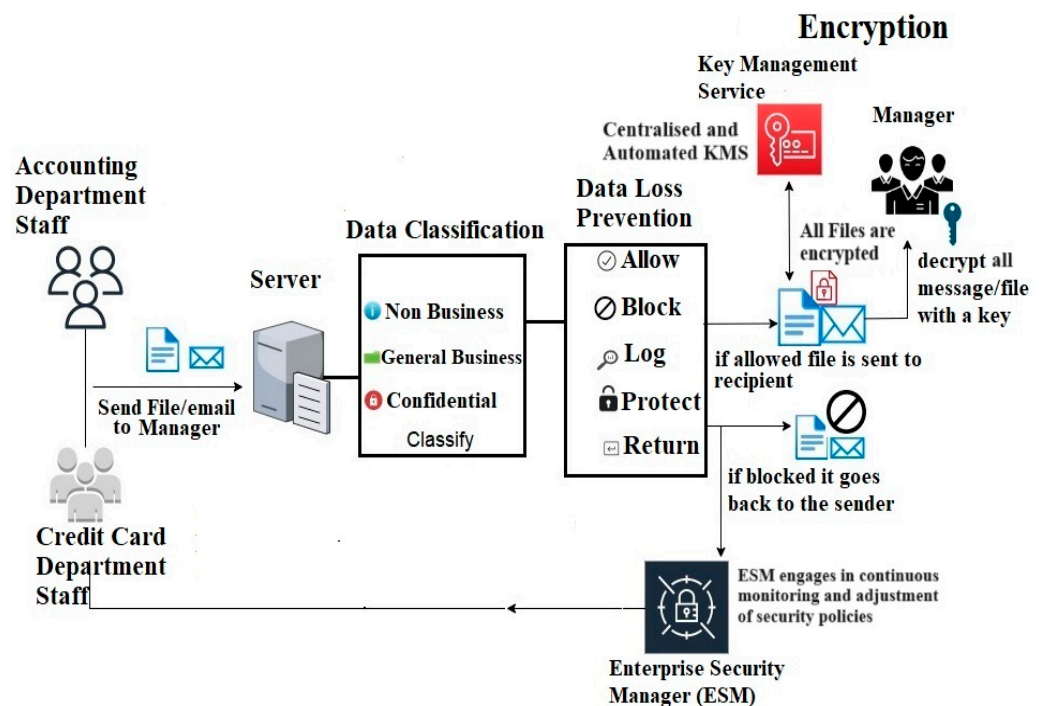 Encryption
Key Management
Service
Centralised and
Automated KMS
Manager
Accounting
Department
Staff
Data Loss
Prevention
Data Classification
Server
All Files are
encrypted
decrypt all
message/file
with a key
Allow
Block
Log
Protect
Return
Non Business
General Business
Confidential
Classify
if allowed file is sent to
recipient
Send File/email
to Manager
if blocked it goes
back to the sender
Credit Card
Department
Staff
ESM engages in continuous
monitoring and adjustment
of security policies
Enterprise Security
Manager (ESM)